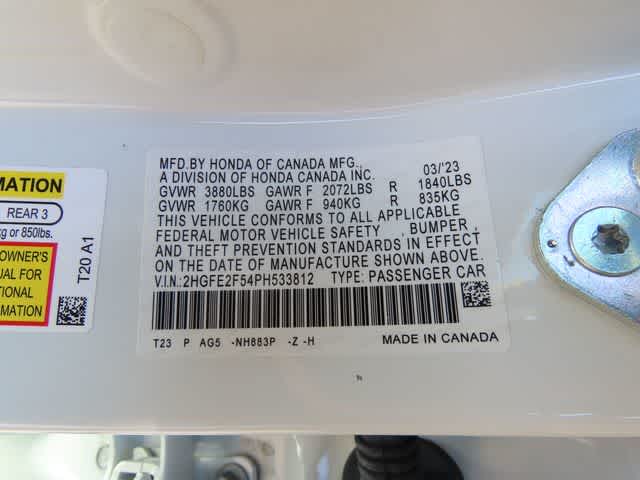 MFD.BY HONDA OF CANADA MFG., 03/'23
A DIVISION OF HONDA CANADA INC.
GVWR 3880LBS GAWR F 2072LBS R 1840LBS
GVWR 1760KG GAWR F 940KG R 835KG
THIS VEHICLE CONFORMS TO ALL APPLICABLE
FEDERAL MOTOR VEHICLE SAFETY , BUMPER ,
AND THEFT PREVENTION STANDARDS IN EFFECT
ON THE DATE OF MANUFACTURE SHOWN ABOVE.
V.I.N.:2HGFE2F54PH533812 TYPE: PASSENGER CAR
T23 P AG5 -NH883P -Z -H MADE IN CANADA
MATION
REAR 3
kg or 850lbs.
OWNER'S
UAL FOR
TIONAL
RMATION
T20 A1